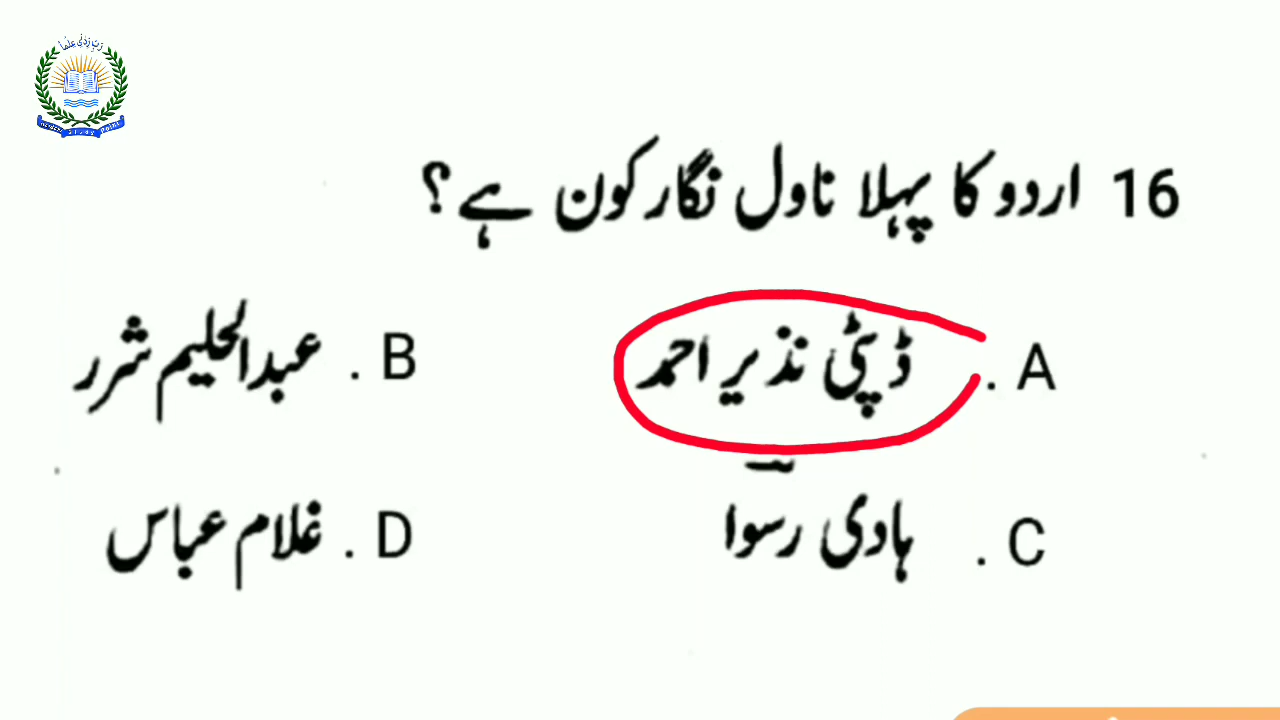 رَبِّ زِدْنِی عِلْمًا
16 اردو کا پہلا ناول نگار کون ہے؟
A . ڈپٹی نذیر احمد
B . عبدالحلیم شرر
C . ہادی رسوا
D . غلام عباس